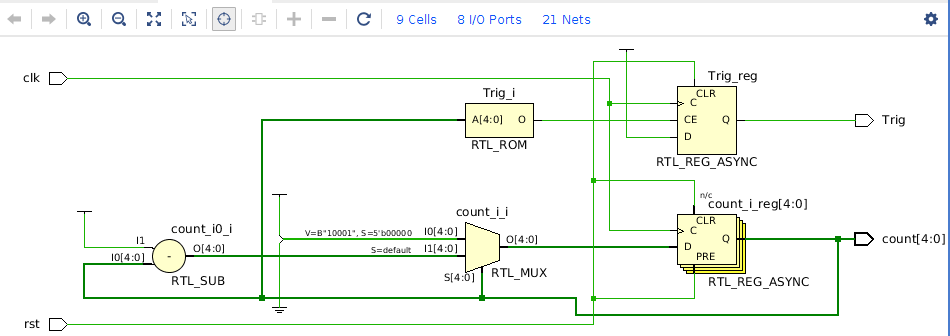 9 Cells 8 I/O Ports 21 Nets
clk
Trig_reg
CLR
Trig_i
C
A[4:0] O
CE Q
Trig
D
RTL_ROM
RTL_REG_ASYNC
n/c
count_i_reg[4:0]
count_i_i
CLR
count_i0_i
V=B"10001", S=5'b00000 I0[4:0]
C
I1
O[4:0]
Q
count[4:0]
O[4:0]
S=default I1[4:0]
D
I0[4:0]
-
PRE
S[4:0]
RTL_MUX
RTL_SUB
RTL_REG_ASYNC
rst